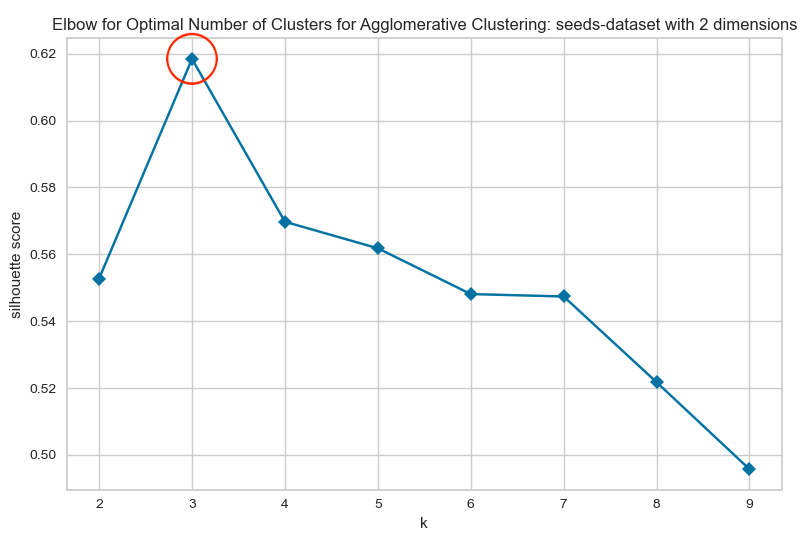 Elbow for Optimal Number of Clusters for Agglomerative Clustering: seeds-dataset with 2 dimensions
0.62
0.60
0.58
0.56
0.54
0.52
0.50
silhouette score
2 3 4 5 6 7 8 9
k